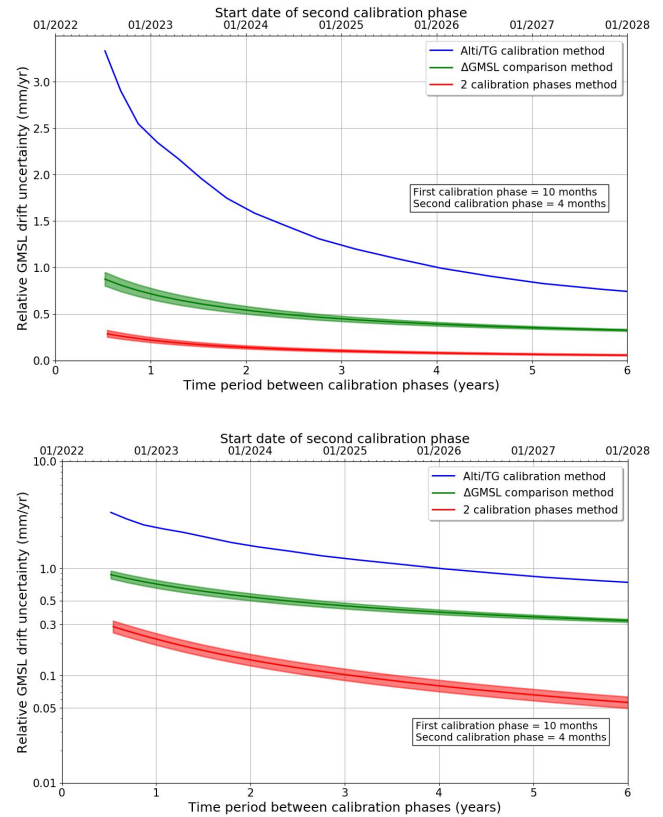 Start date of second calibration phase
01/2022 01/2023 01/2024 01/2025 01/2026 01/2027 01/2028
Relative GMSL drift uncertainty (mm/yr)
Alti/TG calibration method
ΔGMSL comparison method
2 calibration phases method
3.0
2.5
2.0
First calibration phase = 10 months
Second calibration phase = 4 months
1.5
1.0
0.5
0.0
0 1 2 3 4 5 6
Time period between calibration phases (years)
Start date of second calibration phase
01/2022 01/2023 01/2024 01/2025 01/2026 01/2027 01/2028
Relative GMSL drift uncertainty (mm/yr)
10.0
Alti/TG calibration method
ΔGMSL comparison method
2 calibration phases method
1.0
0.5
0.3
0.1
0.05
First calibration phase = 10 months
Second calibration phase = 4 months
0.01
0 1 2 3 4 5 6
Time period between calibration phases (years)